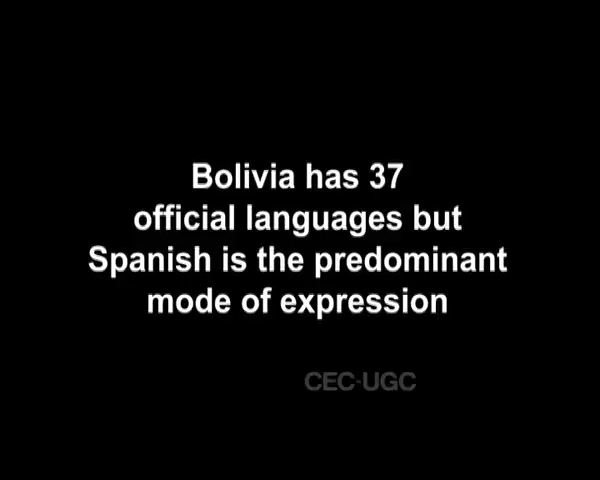 Bolivia has 37
official languages but
Spanish is the predominant
mode of expression
CEC-UGC